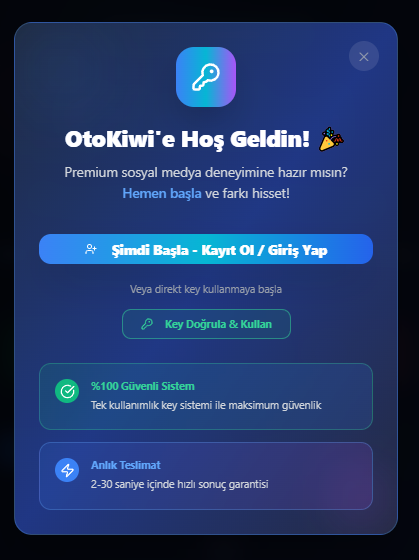 OtoKiwi'e Hoş Geldin! 🎉
Premium sosyal medya deneyimine hazır mısın?
Hemen başla ve farkı hisset!
Şimdi Başla - Kayıt Ol / Giriş Yap
Veya direkt key kullanmaya başla
Key Doğrula & Kullan
%100 Güvenli Sistem
Tek kullanımlık key sistemi ile maksimum güvenlik
Anlık Teslimat
2-30 saniye içinde hızlı sonuç garantisi